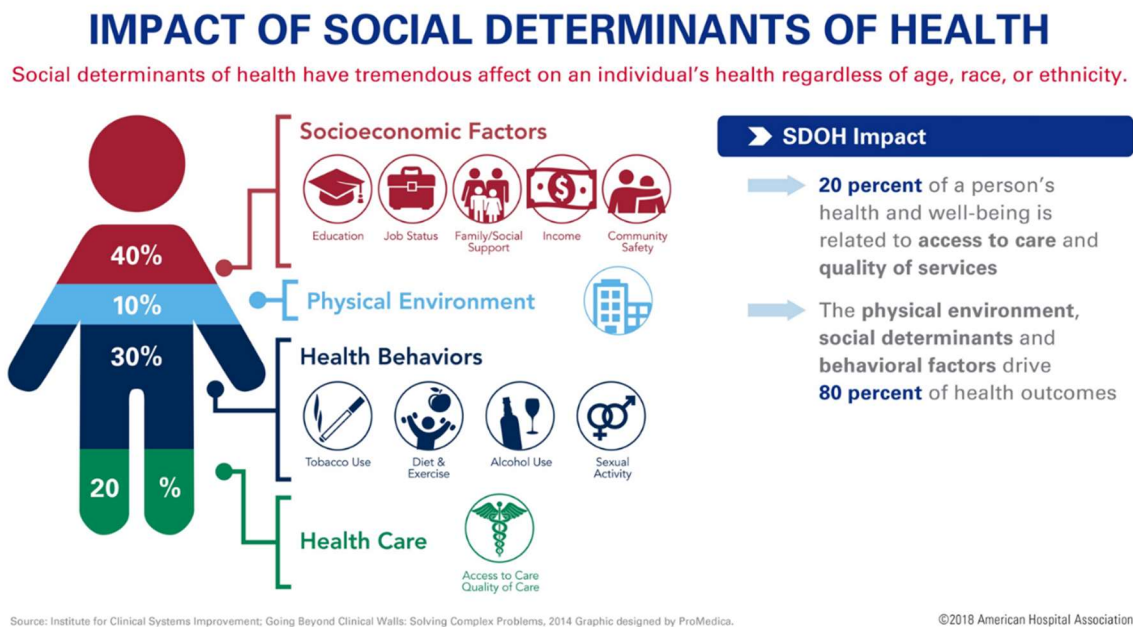 IMPACT OF SOCIAL DETERMINANTS OF HEALTH
Social determinants of health have tremendous affect on an individual's health regardless of age, race, or ethnicity.
40%
10%
30%
20 %
Socioeconomic Factors
Education
Job Status
Family/Social
Support
Income
Community
Safety
Physical Environment
Health Behaviors
Tobacco Use
Diet &
Exercise
Alcohol Use
Sexual
Activity
Health Care
Access to Care
Quality of Care
SDOH Impact
20 percent of a person's
health and well-being is
related to access to care and
quality of services
The physical environment,
social determinants and
behavioral factors drive
80 percent of health outcomes
Source: Institute for Clinical Systems Improvement; Going Beyond Clinical Walls: Solving Complex Problems, 2014 Graphic designed by ProMedica.
©2018 American Hospital Association